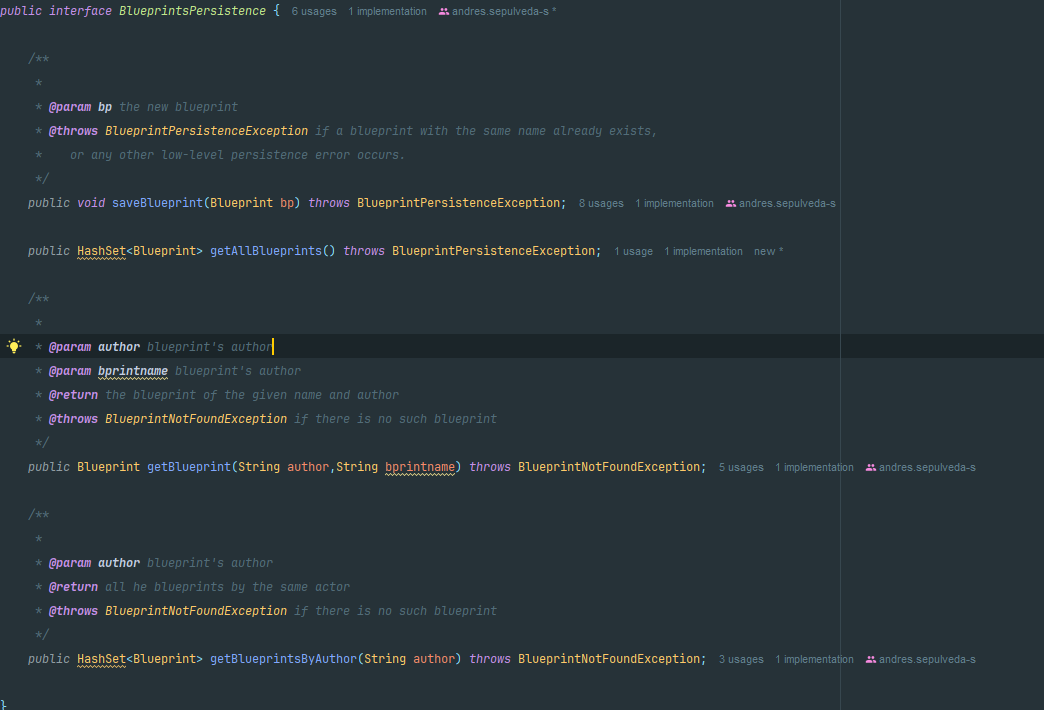 public interface BlueprintsPersistence { 6 usages 1 implementation andres.sepulveda-s *
/**
*
* @param bp the new blueprint
* @throws BlueprintPersistenceException if a blueprint with the same name already exists,
* or any other low-level persistence error occurs.
*/
public void saveBlueprint(Blueprint bp) throws BlueprintPersistenceException; 8 usages 1 implementation andres.sepulveda-s
public HashSet<Blueprint> getAllBlueprints() throws BlueprintPersistenceException; 1 usage 1 implementation new *
/**
*
* @param author blueprint's author
* @param bprintname blueprint's author
* @return the blueprint of the given name and author
* @throws BlueprintNotFoundException if there is no such blueprint
*/
public Blueprint getBlueprint(String author,String bprintname) throws BlueprintNotFoundException; 5 usages 1 implementation andres.sepulveda-s
/**
*
* @param author blueprint's author
* @return all he blueprints by the same actor
* @throws BlueprintNotFoundException if there is no such blueprint
*/
public HashSet<Blueprint> getBlueprintsByAuthor(String author) throws BlueprintNotFoundException; 3 usages 1 implementation andres.sepulveda-s
}